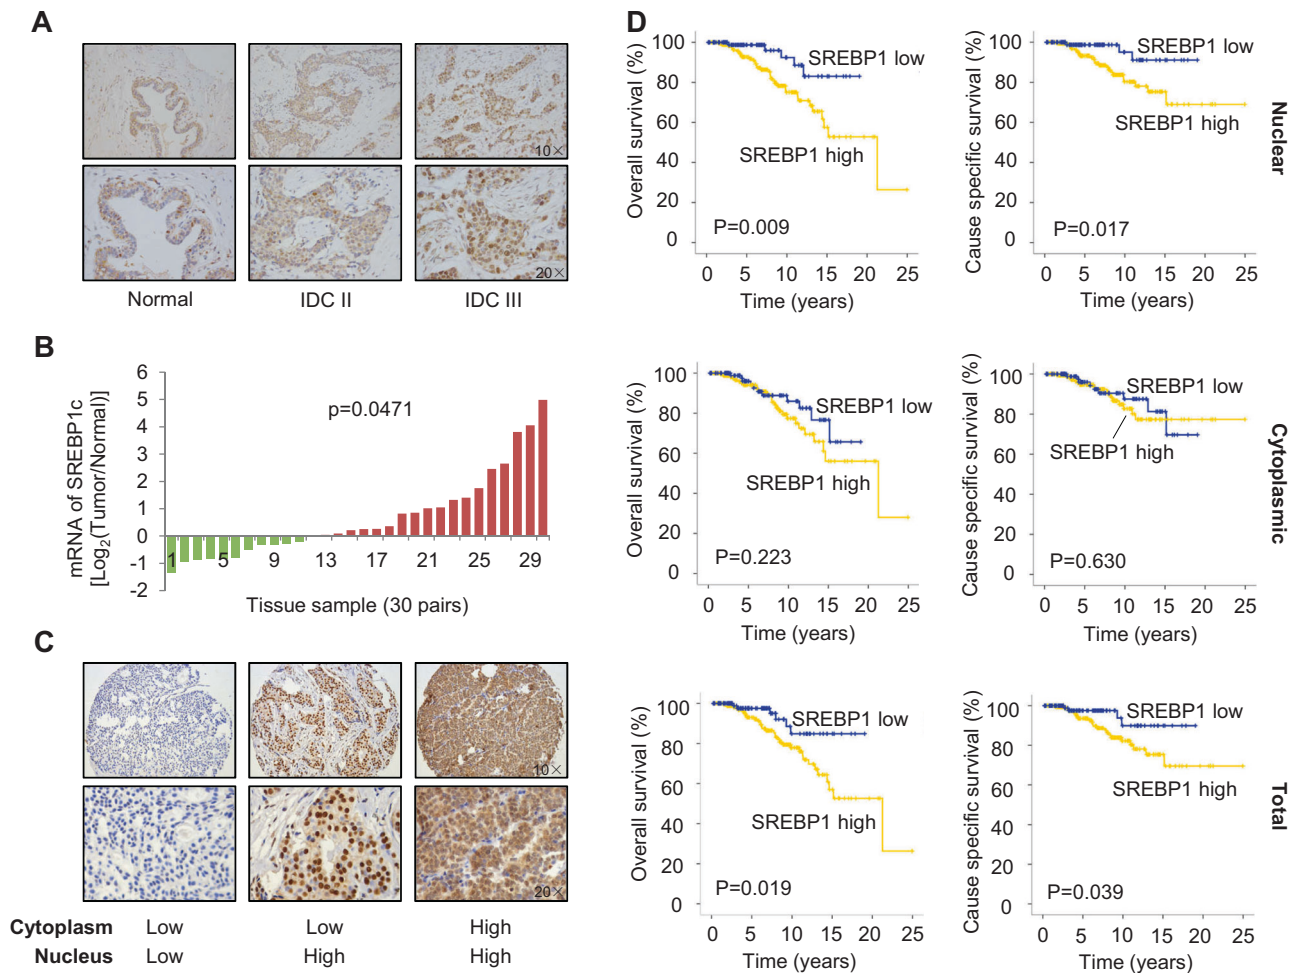 A
10×
20×
Normal IDC II IDC III
B
mRNA of SREBP1c
[Log2(Tumor/Normal)]
6
5
4
3
2
1
0
-1
-2
p=0.0471
1 5 9 13 17 21 25 29
Tissue sample (30 pairs)
C
10×
20×
Cytoplasm Low Low High
Nucleus Low High High
D
Overall survival (%)
100
80
60
40
20
0
SREBP1 low
SREBP1 high
P=0.009
0 5 10 15 20 25
Time (years)
Cause specific survival (%)
100
80
60
40
20
0
SREBP1 low
SREBP1 high
P=0.017
0 5 10 15 20 25
Time (years)
Nuclear
Overall survival (%)
100
80
60
40
20
0
SREBP1 low
SREBP1 high
P=0.223
0 5 10 15 20 25
Time (years)
Cause specific survival (%)
100
80
60
40
20
0
SREBP1 low
SREBP1 high
P=0.630
0 5 10 15 20 25
Time (years)
Cytoplasmic
Overall survival (%)
100
80
60
40
20
0
SREBP1 low
SREBP1 high
P=0.019
0 5 10 15 20 25
Time (years)
Cause specific survival (%)
100
80
60
40
20
0
SREBP1 low
SREBP1 high
P=0.039
0 5 10 15 20 25
Time (years)
Total